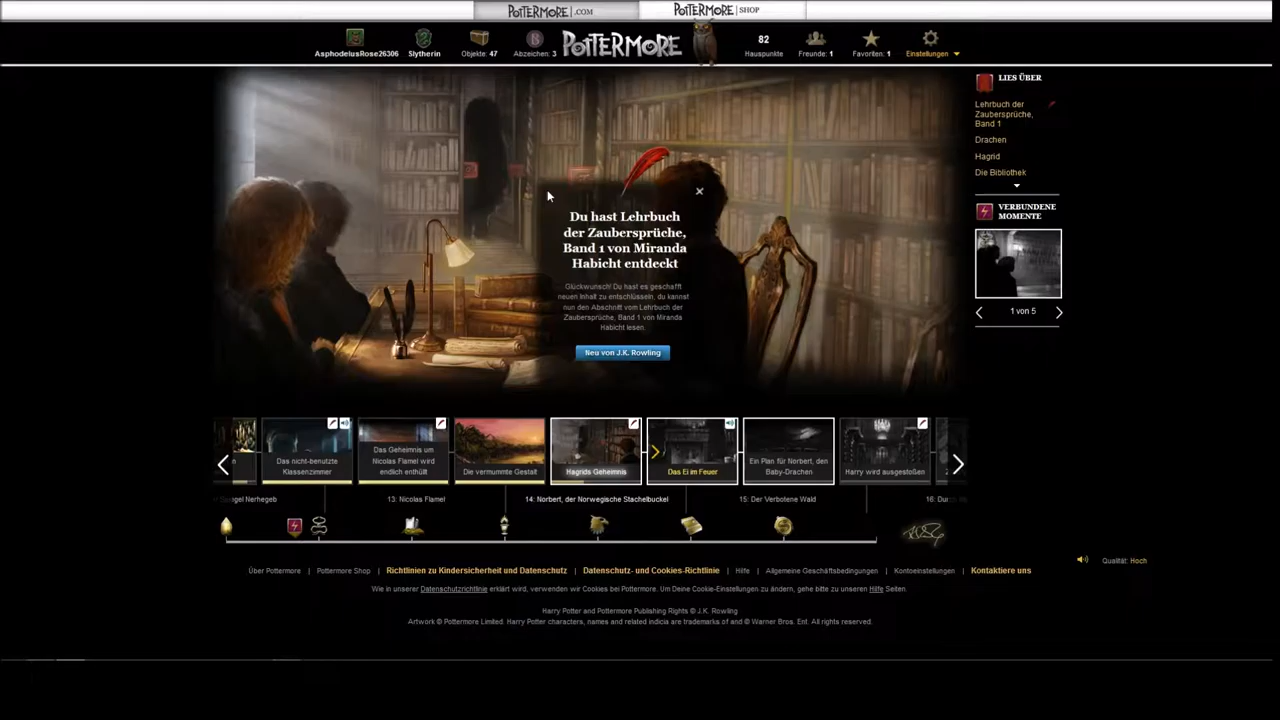 POTTERMORE .COM
POTTERMORE SHOP
AsphodelusRose26306
Slytherin
Objekte: 47
Abzeichen: 3
POTTERMORE
82
Hauspunkte
Freunde: 1
Favoriten: 1
Einstellungen
Du hast Lehrbuch
der Zaubersprüche,
Band 1 von Miranda
Habicht entdeckt
Glückwunsch! Du hast es geschafft
neuen Inhalt zu entschlüsseln, du kannst
nun den Abschnitt vom Lehrbuch der
Zaubersprüche, Band 1 von Miranda
Habicht lesen.
Neu von J.K. Rowling
LIES ÜBER
Lehrbuch der
Zaubersprüche,
Band 1
Drachen
Hagrid
Die Bibliothek
VERBUNDENE
MOMENTE
1 von 5
Das nicht-benutzte
Klassenzimmer
Das Geheimnis um
Nicolas Flamel wird
endlich enthüllt
Die vermummte Gestalt
Hagrids Geheimnis
Das Ei im Feuer
Ein Plan für Norbert, den
Baby-Drachen
Harry wird ausgestoßen
Nerhegeb
13: Nicolas Flamel
14: Norbert, der Norwegische Stachelbuckel
15: Der Verbotene Wald
16:
Über Pottermore | Pottermore Shop | Richtlinien zu Kindersicherheit und Datenschutz | Datenschutz- und Cookies-Richtlinie | Hilfe | Allgemeine Geschäftsbedingungen | Kontoeinstellungen | Kontaktiere uns
Qualität: Hoch
Wie in unserer Datenschutzrichtlinie erklärt wird, verwenden wir Cookies bei Pottermore. Um Deine Cookie-Einstellungen zu ändern, gehe bitte zu unseren Hilfe Seiten.
Harry Potter and Pottermore Publishing Rights © J.K. Rowling
Artwork © Pottermore Limited. Harry Potter characters, names and related indicia are trademarks of and © Warner Bros. Ent. All rights reserved.